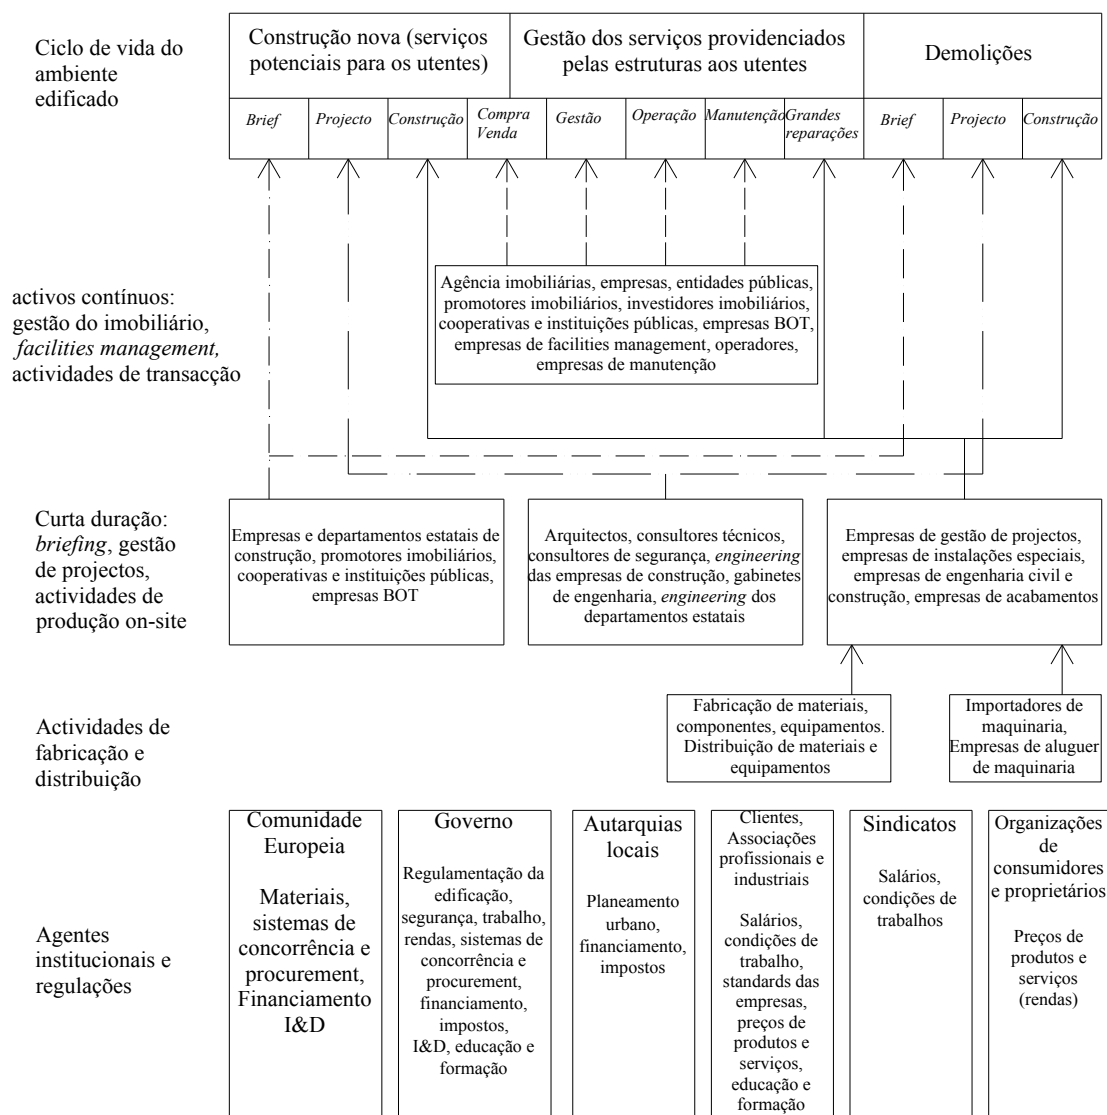 Ciclo de vida do
ambiente
edificado
Construção nova (serviços
potenciais para os utentes)
Gestão dos serviços providenciados
pelas estruturas aos utentes
Demolições
Brief
Projecto
Construção
Compra
Venda
Gestão
Operação
Manutenção
Grandes
reparações
Brief
Projecto
Construção
activos contínuos:
gestão do imobiliário,
facilities management,
actividades de transacção
Agência imobiliárias, empresas, entidades públicas,
promotores imobiliários, investidores imobiliários,
cooperativas e instituições públicas, empresas BOT,
empresas de facilities management, operadores,
empresas de manutenção
Curta duração:
briefing, gestão
de projectos,
actividades de
produção on-site
Empresas e departamentos estatais de
construção, promotores imobiliários,
cooperativas e instituições públicas,
empresas BOT
Arquitectos, consultores técnicos,
consultores de segurança, engineering
das empresas de construção, gabinetes
de engenharia, engineering dos
departamentos estatais
Empresas de gestão de projectos,
empresas de instalações especiais,
empresas de engenharia civil e
construção, empresas de acabamentos
Actividades de
fabricação e
distribuição
Fabricação de materiais,
componentes, equipamentos.
Distribuição de materiais e
equipamentos
Importadores de
maquinaria,
Empresas de aluguer
de maquinaria
Agentes
institucionais e
regulações
Comunidade
Europeia
Materiais,
sistemas de
concorrência e
procurement,
Financiamento
I&D
Governo
Regulamentação da
edificação,
segurança, trabalho,
rendas, sistemas de
concorrência e
procurement,
financiamento,
impostos,
I&D, educação e
formação
Autarquias
locais
Planeamento
urbano,
financiamento,
impostos
Clientes,
Associações
profissionais e
industriais
Salários,
condições de
trabalho,
standards das
empresas,
preços de
produtos e
serviços,
educação e
formação
Sindicatos
Salários,
condições de
trabalhos
Organizações
de
consumidores
e proprietários
Preços de
produtos e
serviços
(rendas)